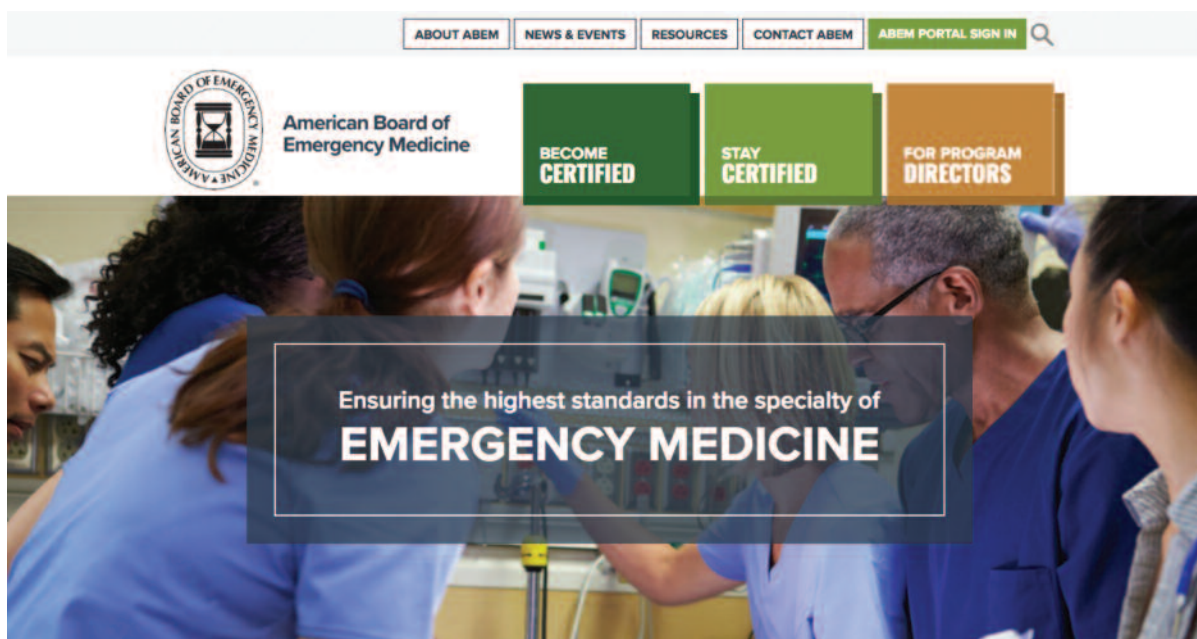 ABOUT ABEM
NEWS & EVENTS
RESOURCES
CONTACT ABEM
ABEM PORTAL SIGN IN
AMERICAN BOARD OF EMERGENCY MEDICINE
American Board of
Emergency Medicine
BECOME
CERTIFIED
STAY
CERTIFIED
FOR PROGRAM
DIRECTORS
Ensuring the highest standards in the specialty of
EMERGENCY MEDICINE